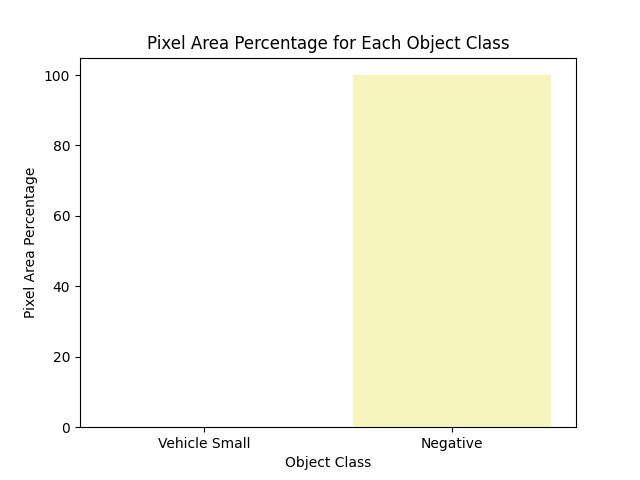 Pixel Area Percentage for Each Object Class
Pixel Area Percentage
100
80
60
40
20
0
Vehicle Small
Negative
Object Class